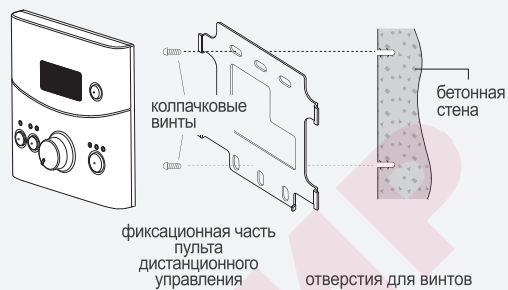 колпачковые
винты
бетонная
стена
фиксационная часть
пульта
дистанционного
управления
отверстия для винтов